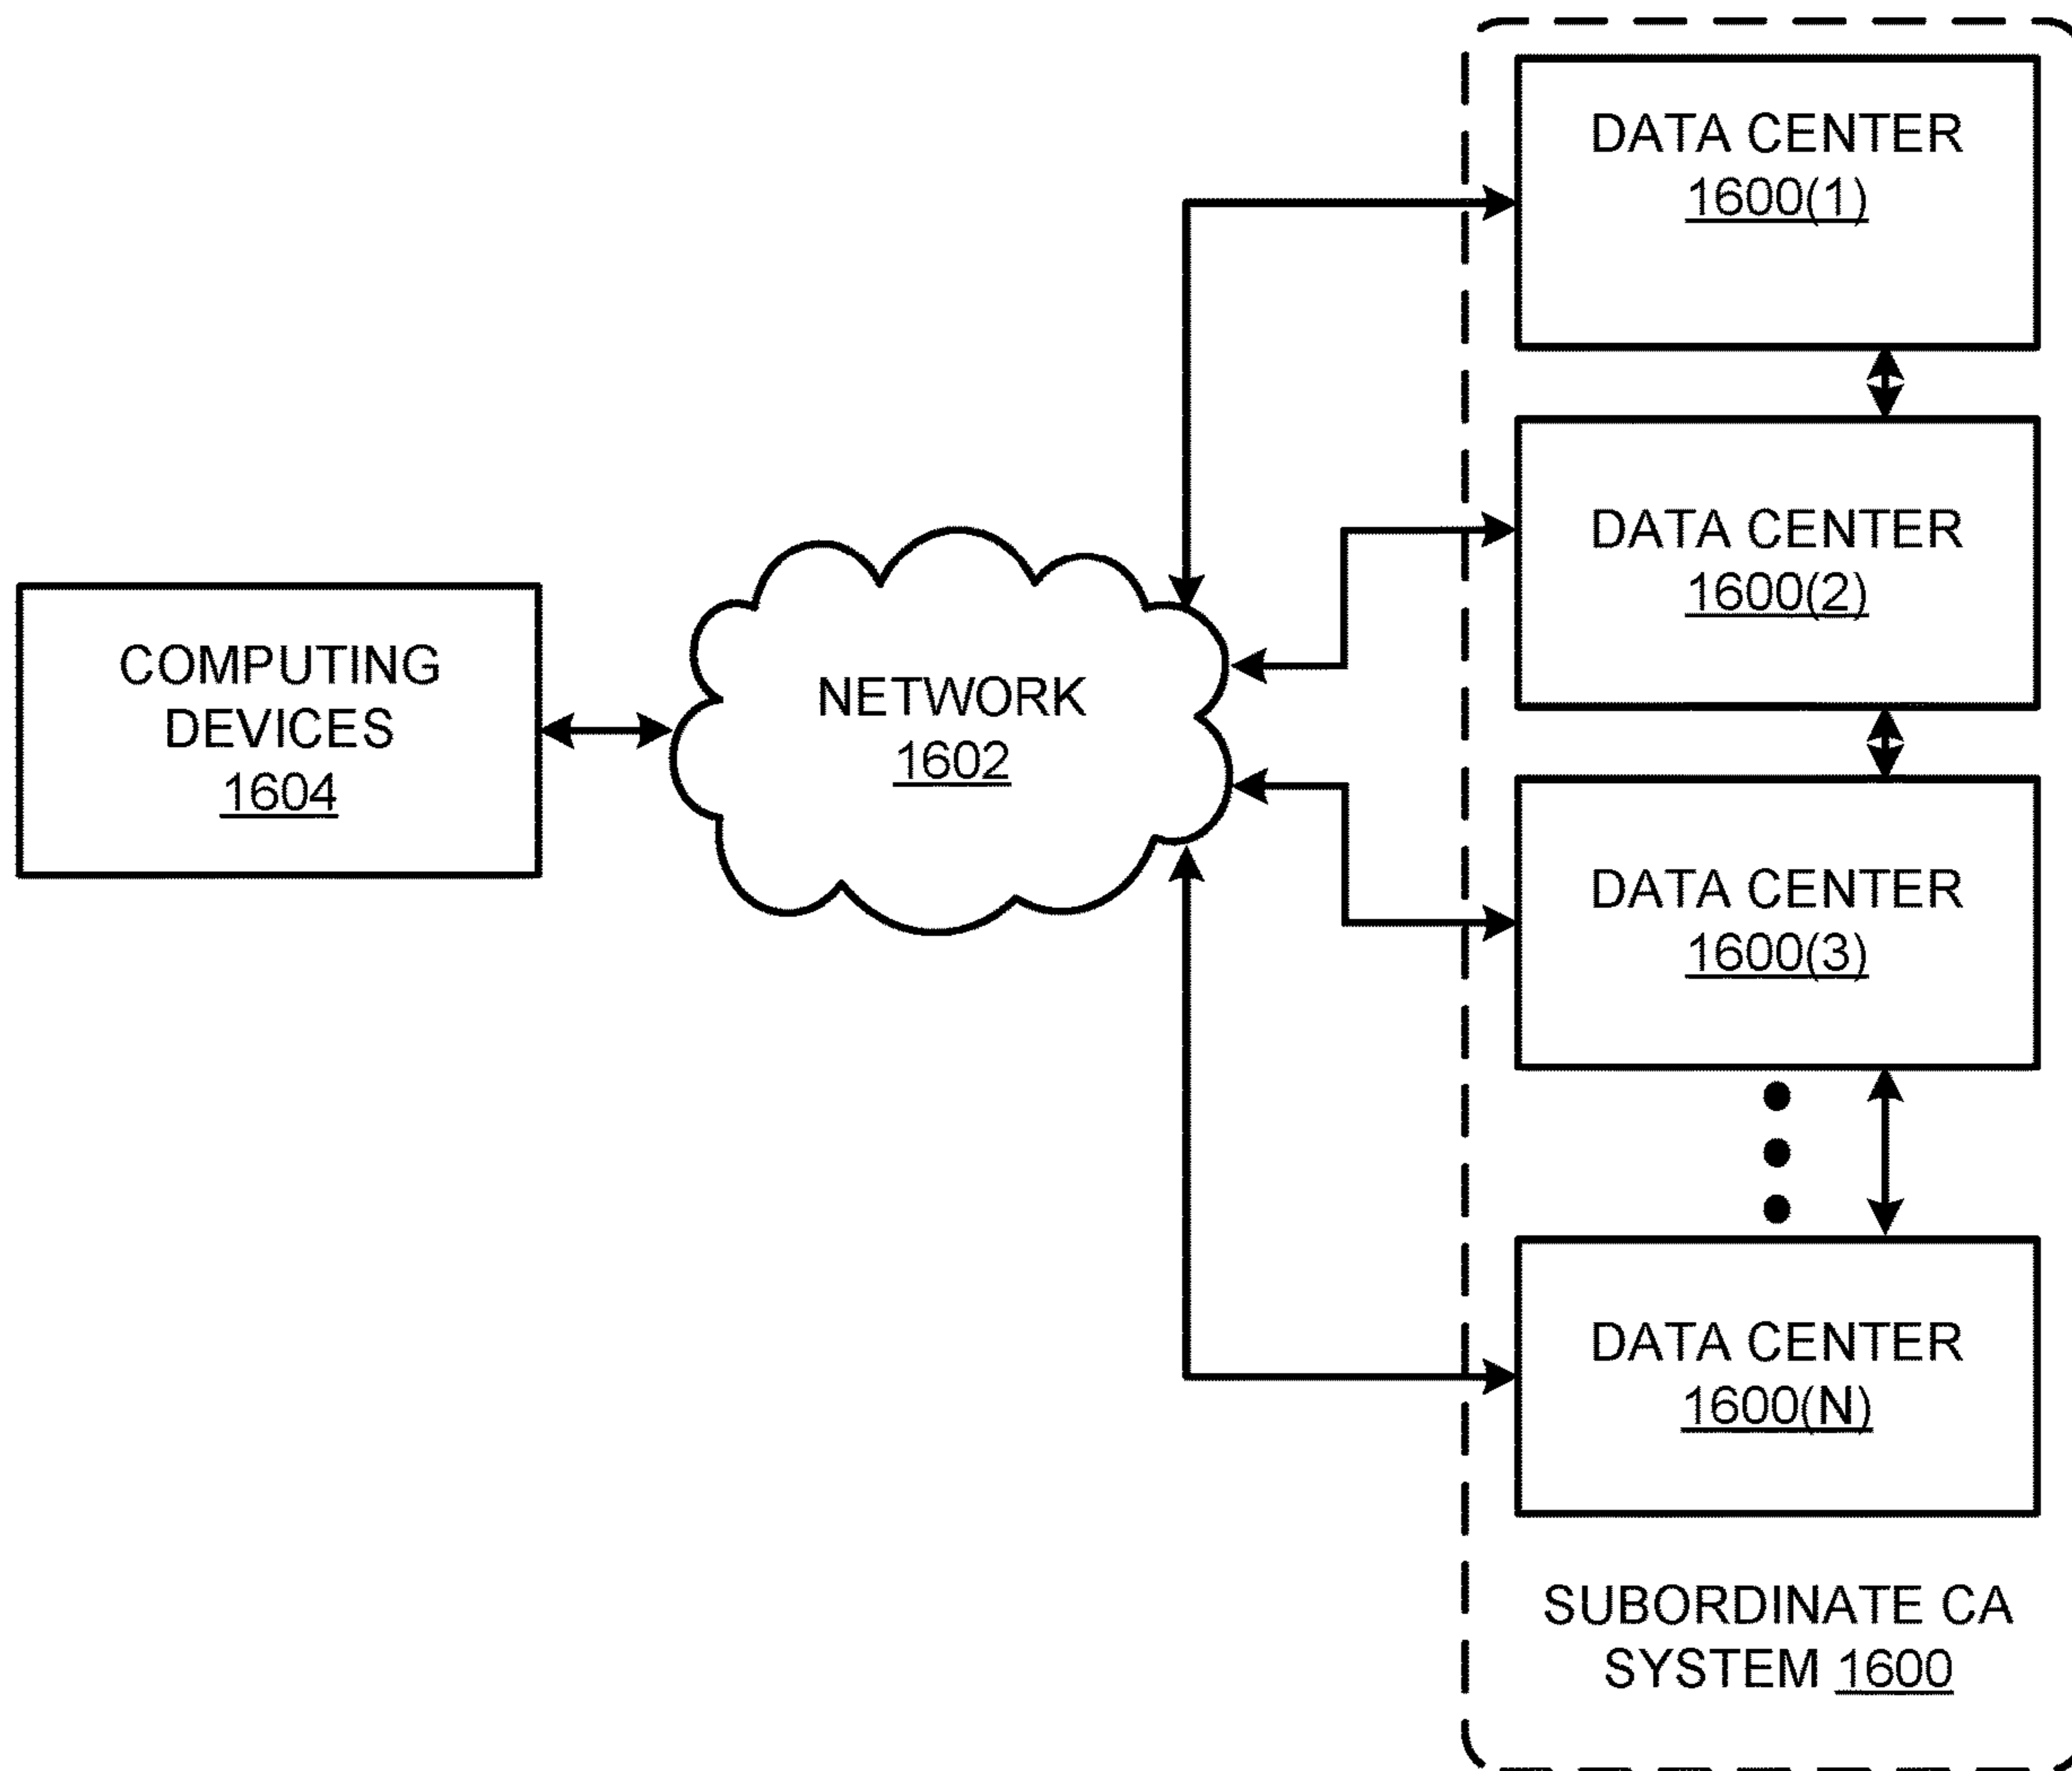 DATA CENTER
1600(1)
DATA CENTER
1600(2)
COMPUTING
DEVICES
1604
NETWORK
1602
DATA CENTER
1600(3)
DATA CENTER
1600(N)
SUBORDINATE CA
SYSTEM 1600